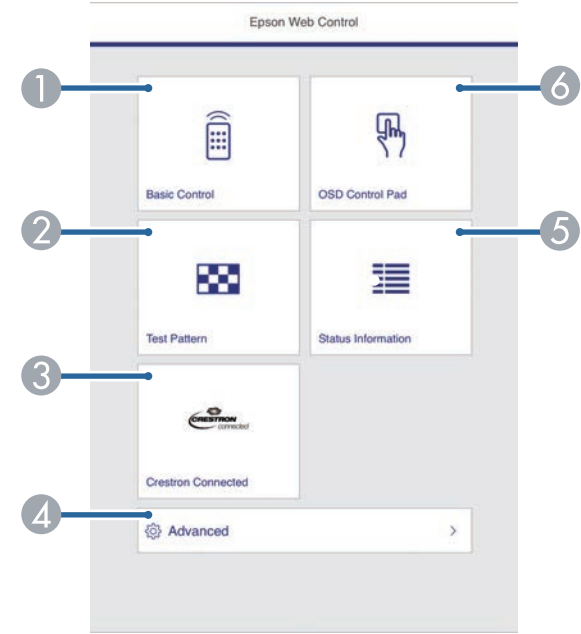 Epson Web Control
1
6
Basic Control
OSD Control Pad
2
5
Test Pattern
Status Information
3
CRESTRON
connected
Crestron Connected
4
Advanced